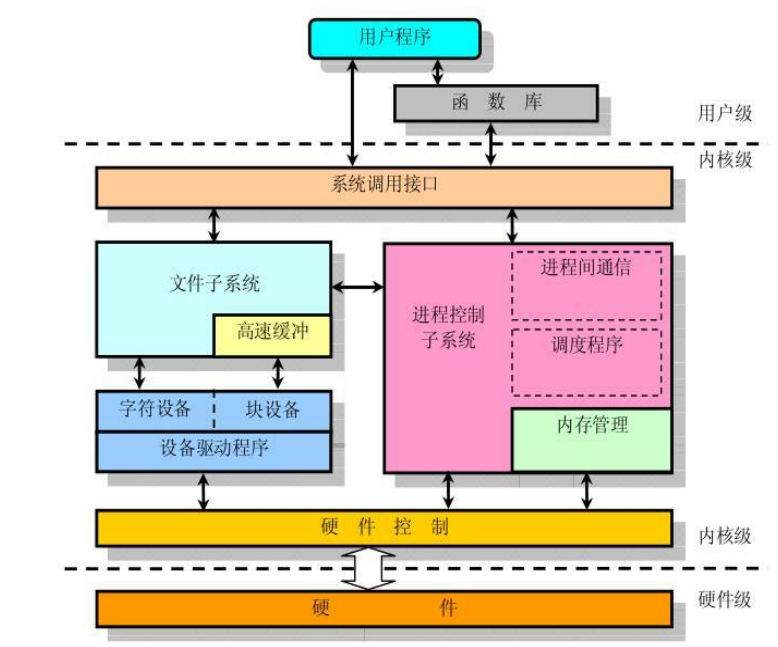 用户程序
函 数 库
用户级
内核级
系统调用接口
文件子系统
高速缓冲
进程控制
子系统
进程间通信
调度程序
内存管理
字符设备
块设备
设备驱动程序
硬 件 控 制
内核级
硬件级
硬 件